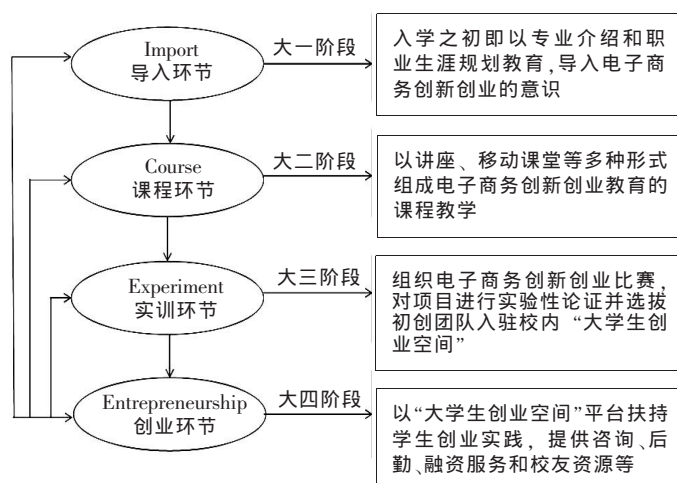 Import
导入环节
大一阶段
入学之初即以专业介绍和职
业生涯规划教育,导入电子商
务创新创业的意识
Course
课程环节
大二阶段
以讲座、移动课堂等多种形式
组成电子商务创新创业教育的
课程教学
Experiment
实训环节
大三阶段
组织电子商务创新创业比赛,
对项目进行实验性论证并选拔
初创团队入驻校内 “大学生创
业空间”
Entrepreneurship
创业环节
大四阶段
以“大学生创业空间”平台扶持
学生创业实践, 提供咨询、后
勤、融资服务和校友资源等